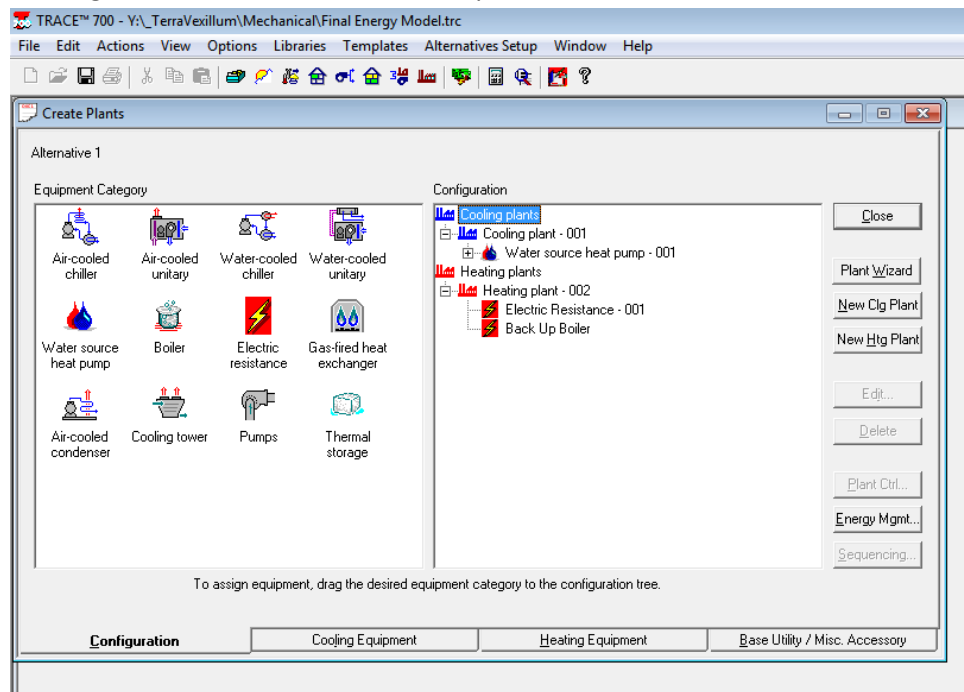 TRACE™ 700 - Y:\_TerraVexillum\Mechanical\Final Energy Model.trc
File Edit Actions View Options Libraries Templates Alternatives Setup Window Help
Create Plants
Alternative 1
Equipment Category
Air-cooled chiller
Air-cooled unitary
Water-cooled chiller
Water-cooled unitary
Water source heat pump
Boiler
Electric resistance
Gas-fired heat exchanger
Air-cooled condenser
Cooling tower
Pumps
Thermal storage
Configuration
Cooling plants
Cooling plant - 001
Water source heat pump - 001
Heating plants
Heating plant - 002
Electric Resistance - 001
Back Up Boiler
Close
Plant Wizard
New Clg Plant
New Htg Plant
Edit...
Delete
Plant Ctrl...
Energy Mgmt...
Sequencing...
To assign equipment, drag the desired equipment category to the configuration tree.
Configuration
Cooling Equipment
Heating Equipment
Base Utility / Misc. Accessory